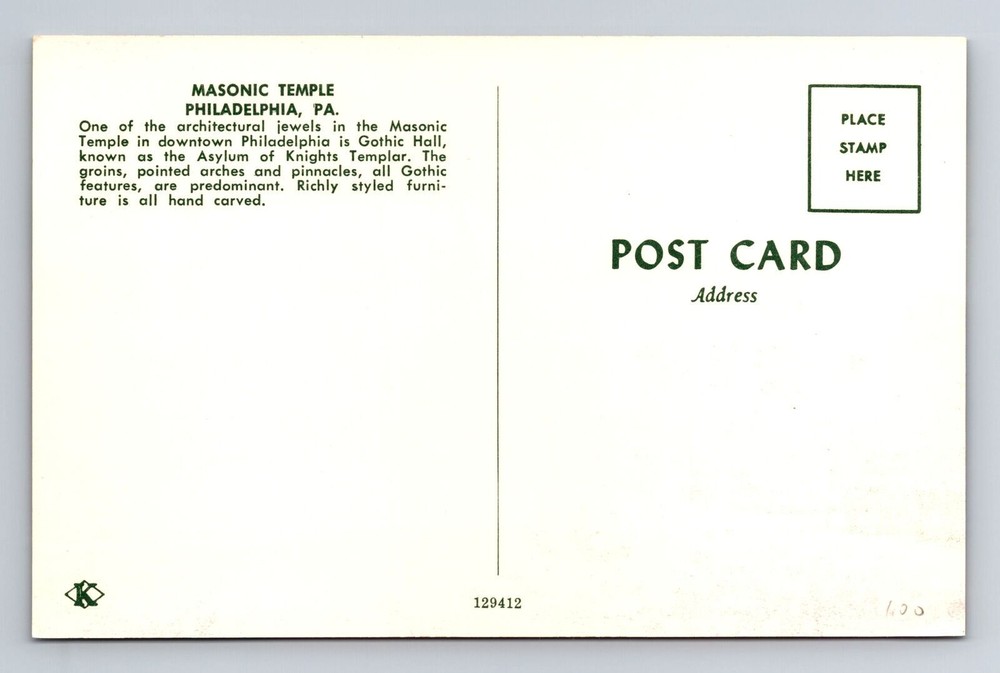 MASONIC TEMPLE
PHILADELPHIA, PA.
One of the architectural jewels in the Masonic
Temple in downtown Philadelphia is Gothic Hall,
known as the Asylum of Knights Templar. The
groins, pointed arches and pinnacles, all Gothic
features, are predominant. Richly styled furni-
ture is all hand carved.
K
129412
PLACE
STAMP
HERE
POST CARD
Address
1.00